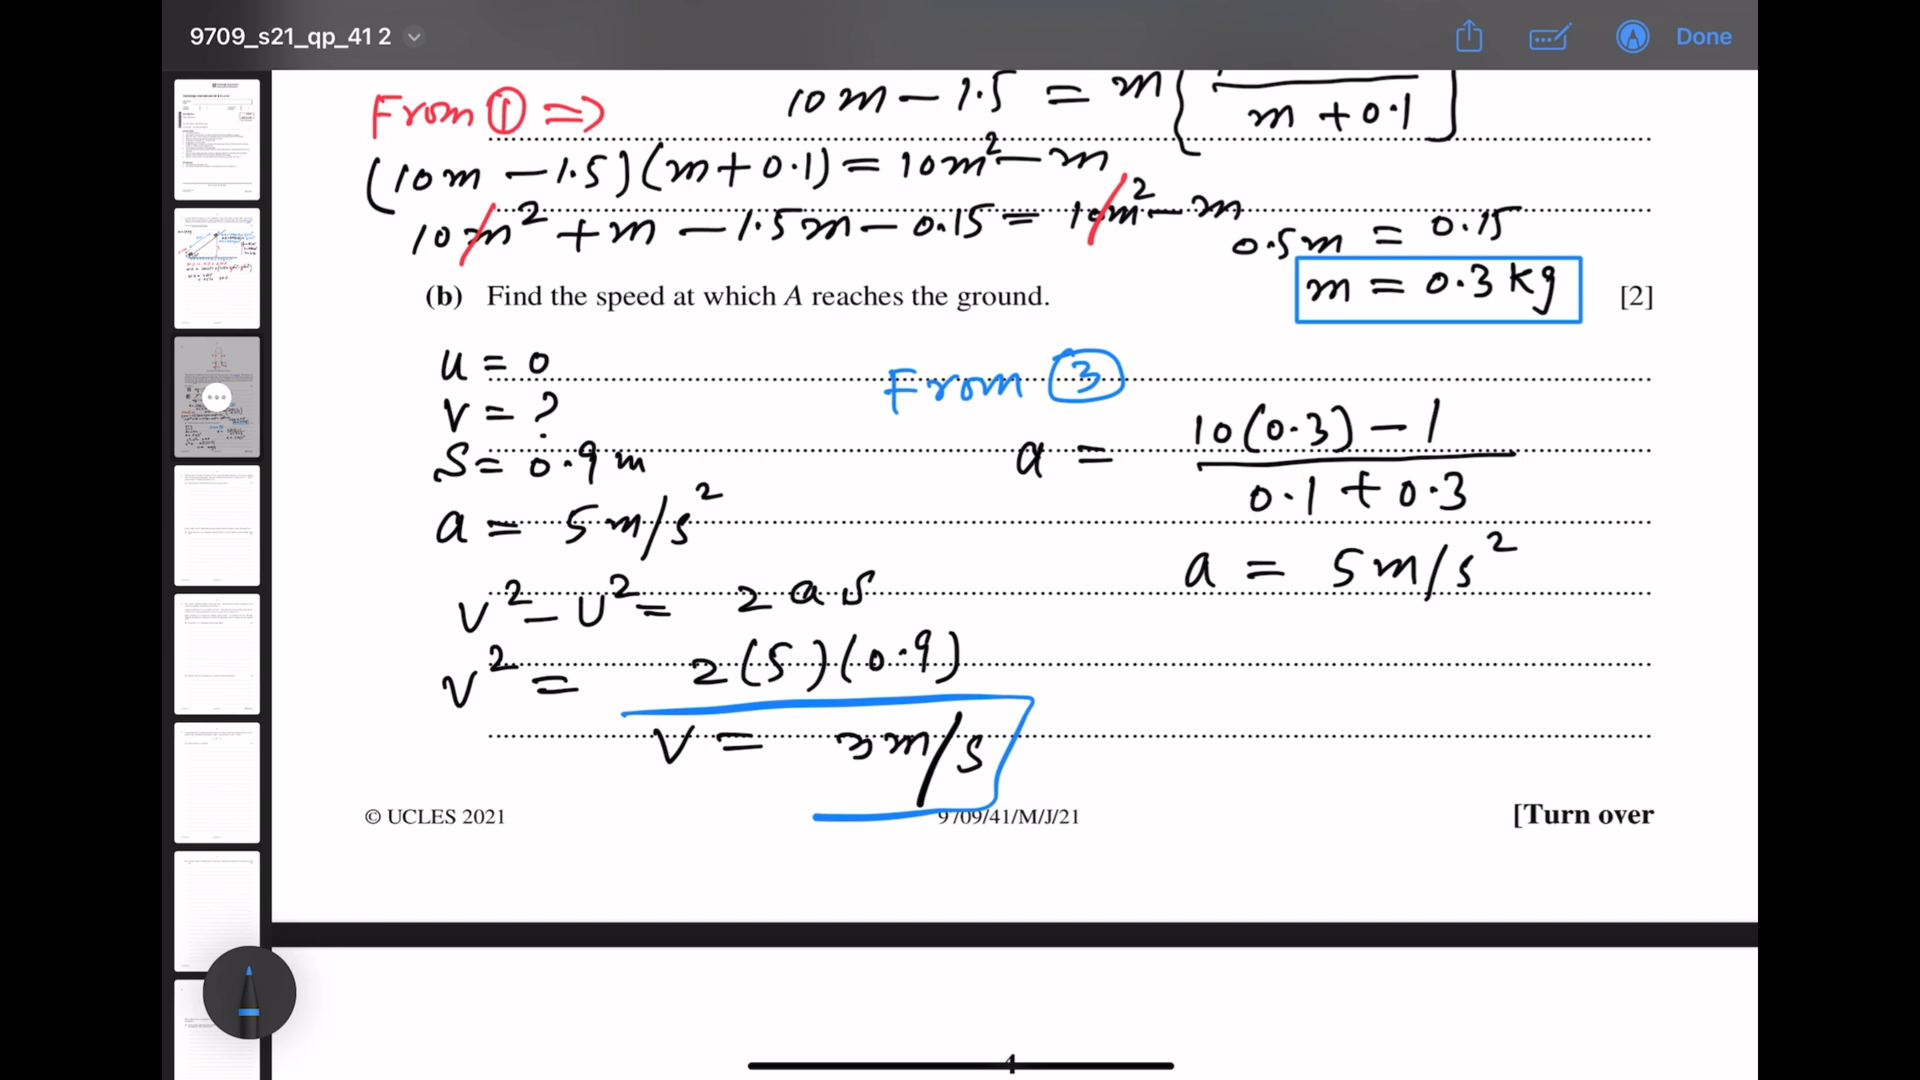 9709_s21_qp_41 2
Done
From ① ⇒ 10m - 1.5 = m [ / m + 0.1 ]
(10m - 1.5)(m + 0.1) = 10m² - m
10m² + m - 1.5m - 0.15 = 10m² - m
0.5m = 0.15
m = 0.3 kg
(b) Find the speed at which A reaches the ground. [2]
u = 0
v = ?
S = 0.9 m
a = 5 m/s²
v² - U² = 2 a S
v² = 2(5)(0.9)
v = 3 m/s
From ③
a = 10(0.3) - 1 / 0.1 + 0.3
a = 5 m/s²
© UCLES 2021
9709/41/M/J/21
[Turn over
4